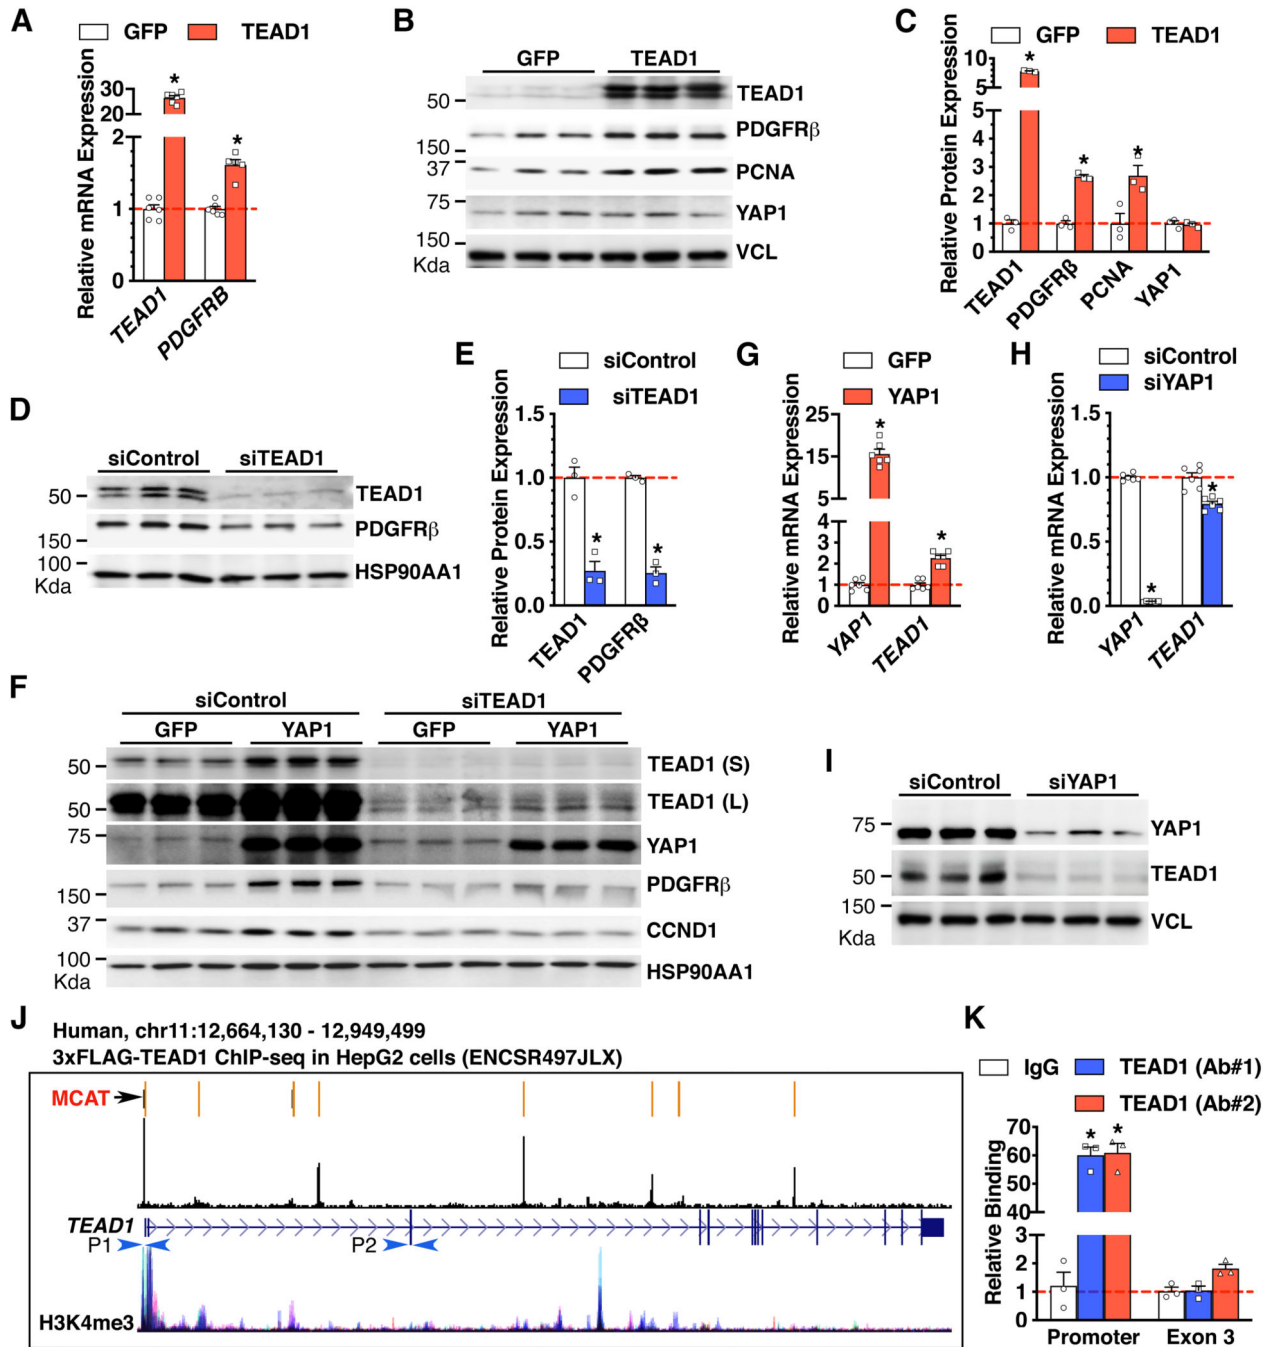 A
GFP TEAD1
Relative mRNA Expression
30
20
2
1
0
TEAD1
PDGFRB
*
*
B
GFP TEAD1
50
TEAD1
150
PDGFRβ
37
PCNA
75
YAP1
150
VCL
Kda
C
GFP TEAD1
Relative Protein Expression
10
5
5
4
3
2
1
0
*
*
*
TEAD1
PDGFRβ
PCNA
YAP1
D
siControl siTEAD1
50
TEAD1
150
PDGFRβ
100
HSP90AA1
Kda
E
siControl
siTEAD1
Relative Protein Expression
1.5
1.0
0.5
0.0
*
*
TEAD1
PDGFRβ
G
GFP
YAP1
Relative mRNA Expression
25
15
5
4
3
2
1
0
*
*
YAP1
TEAD1
H
siControl
siYAP1
Relative mRNA Expression
1.5
1.0
0.5
0.0
*
*
YAP1
TEAD1
F
siControl siTEAD1
GFP YAP1 GFP YAP1
50
TEAD1 (S)
50
TEAD1 (L)
75
YAP1
150
PDGFRβ
37
CCND1
100
HSP90AA1
Kda
I
siControl siYAP1
75
YAP1
50
TEAD1
150
VCL
Kda
J
Human, chr11:12,664,130 - 12,949,499
3xFLAG-TEAD1 ChIP-seq in HepG2 cells (ENCSR497JLX)
MCAT
TEAD1
P1
P2
H3K4me3
K
IgG TEAD1 (Ab#1)
TEAD1 (Ab#2)
Relative Binding
70
60
50
40
3
2
1
0
* *
Promoter Exon 3